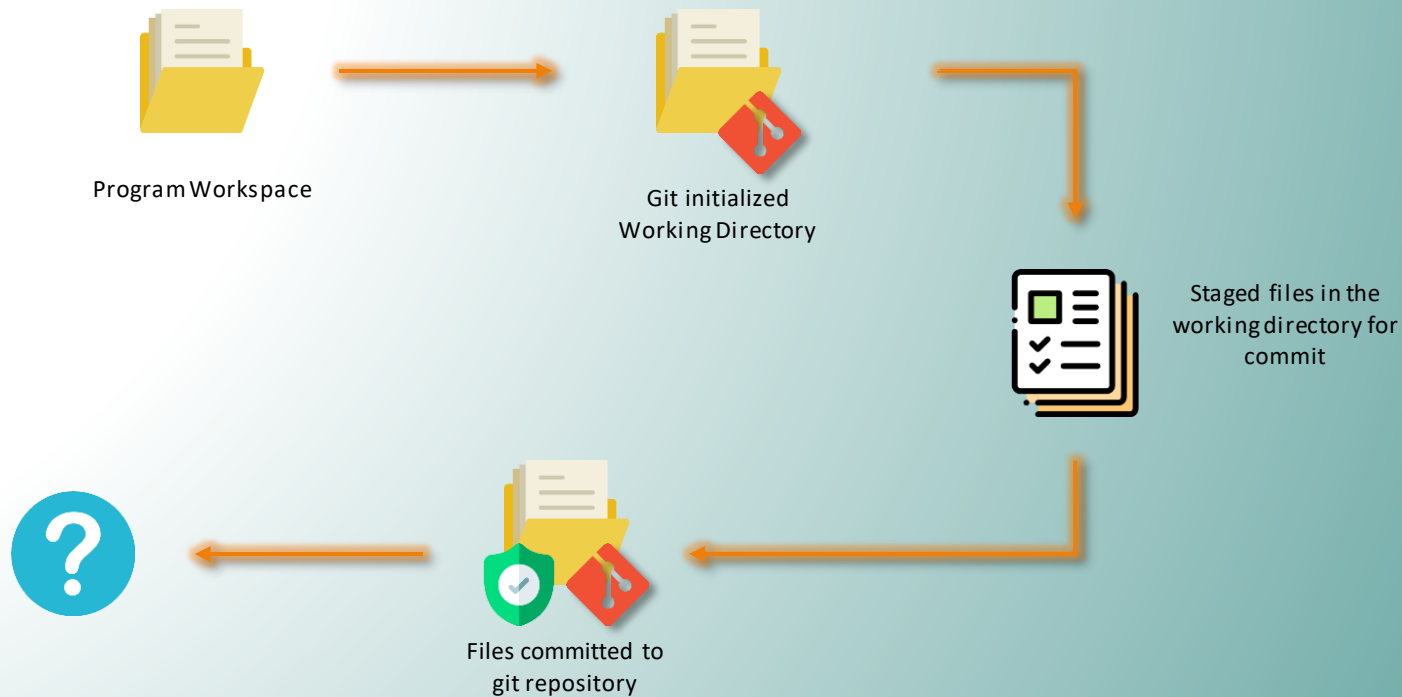 Program Workspace
Git initialized
Working Directory
Staged files in the
working directory for
commit
Files committed to
git repository
?